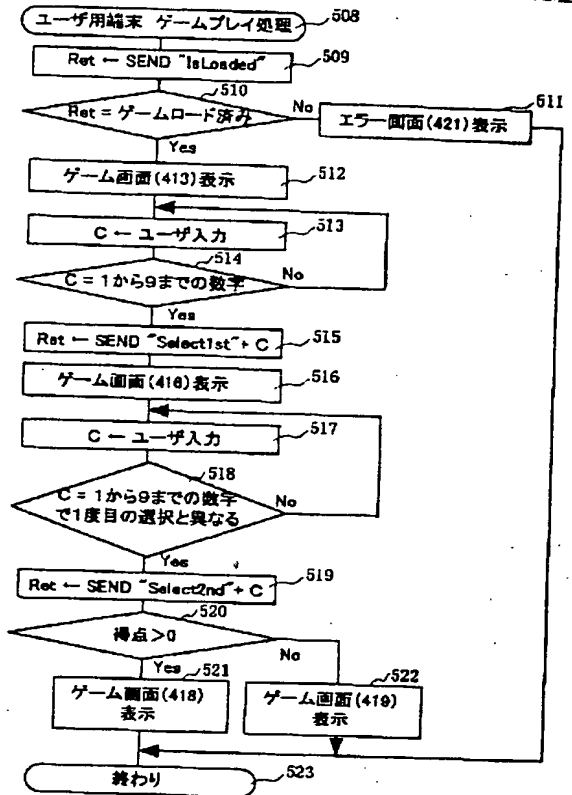 ユーザ用端末 ゲームプレイ処理
508
Ret ← SEND "IsLoaded"
509
510
Ret = ゲームロード済み
No
511
エラー画面(421)表示
Yes
ゲーム画面(413)表示
512
C ← ユーザ入力
513
514
C = 1から9までの数字
No
Yes
Ret ← SEND "Select1st"+ C
515
ゲーム画面(416)表示
516
C ← ユーザ入力
517
518
C = 1から9までの数字
で1度目の選択と異なる
No
Yes
Ret ← SEND "Select2nd"+ C
519
520
得点>0
Yes
No
521
ゲーム画面(418)
表示
522
ゲーム画面(419)
表示
終わり
523